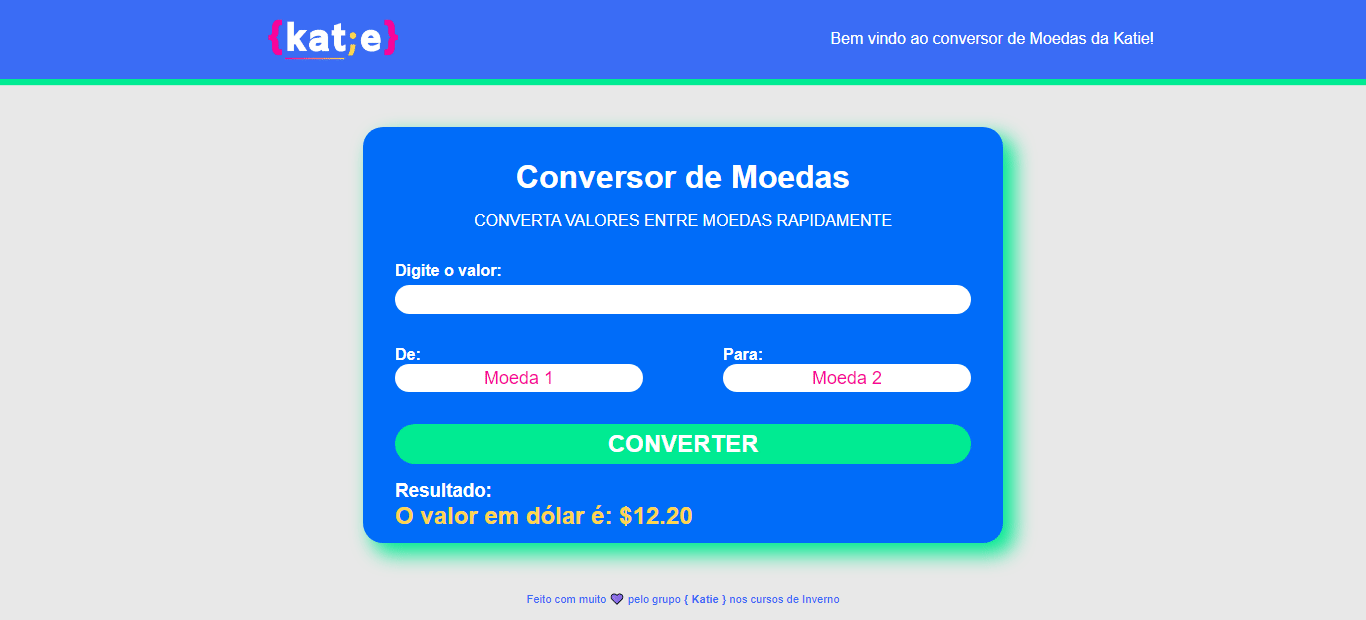 {kat;e}
Bem vindo ao conversor de Moedas da Katie!
Conversor de Moedas
CONVERTA VALORES ENTRE MOEDAS RAPIDAMENTE
Digite o valor:
De:
Para:
Moeda 1
Moeda 2
CONVERTER
Resultado:
O valor em dólar é: $12.20
Feito com muito 💜 pelo grupo { Katie } nos cursos de Inverno